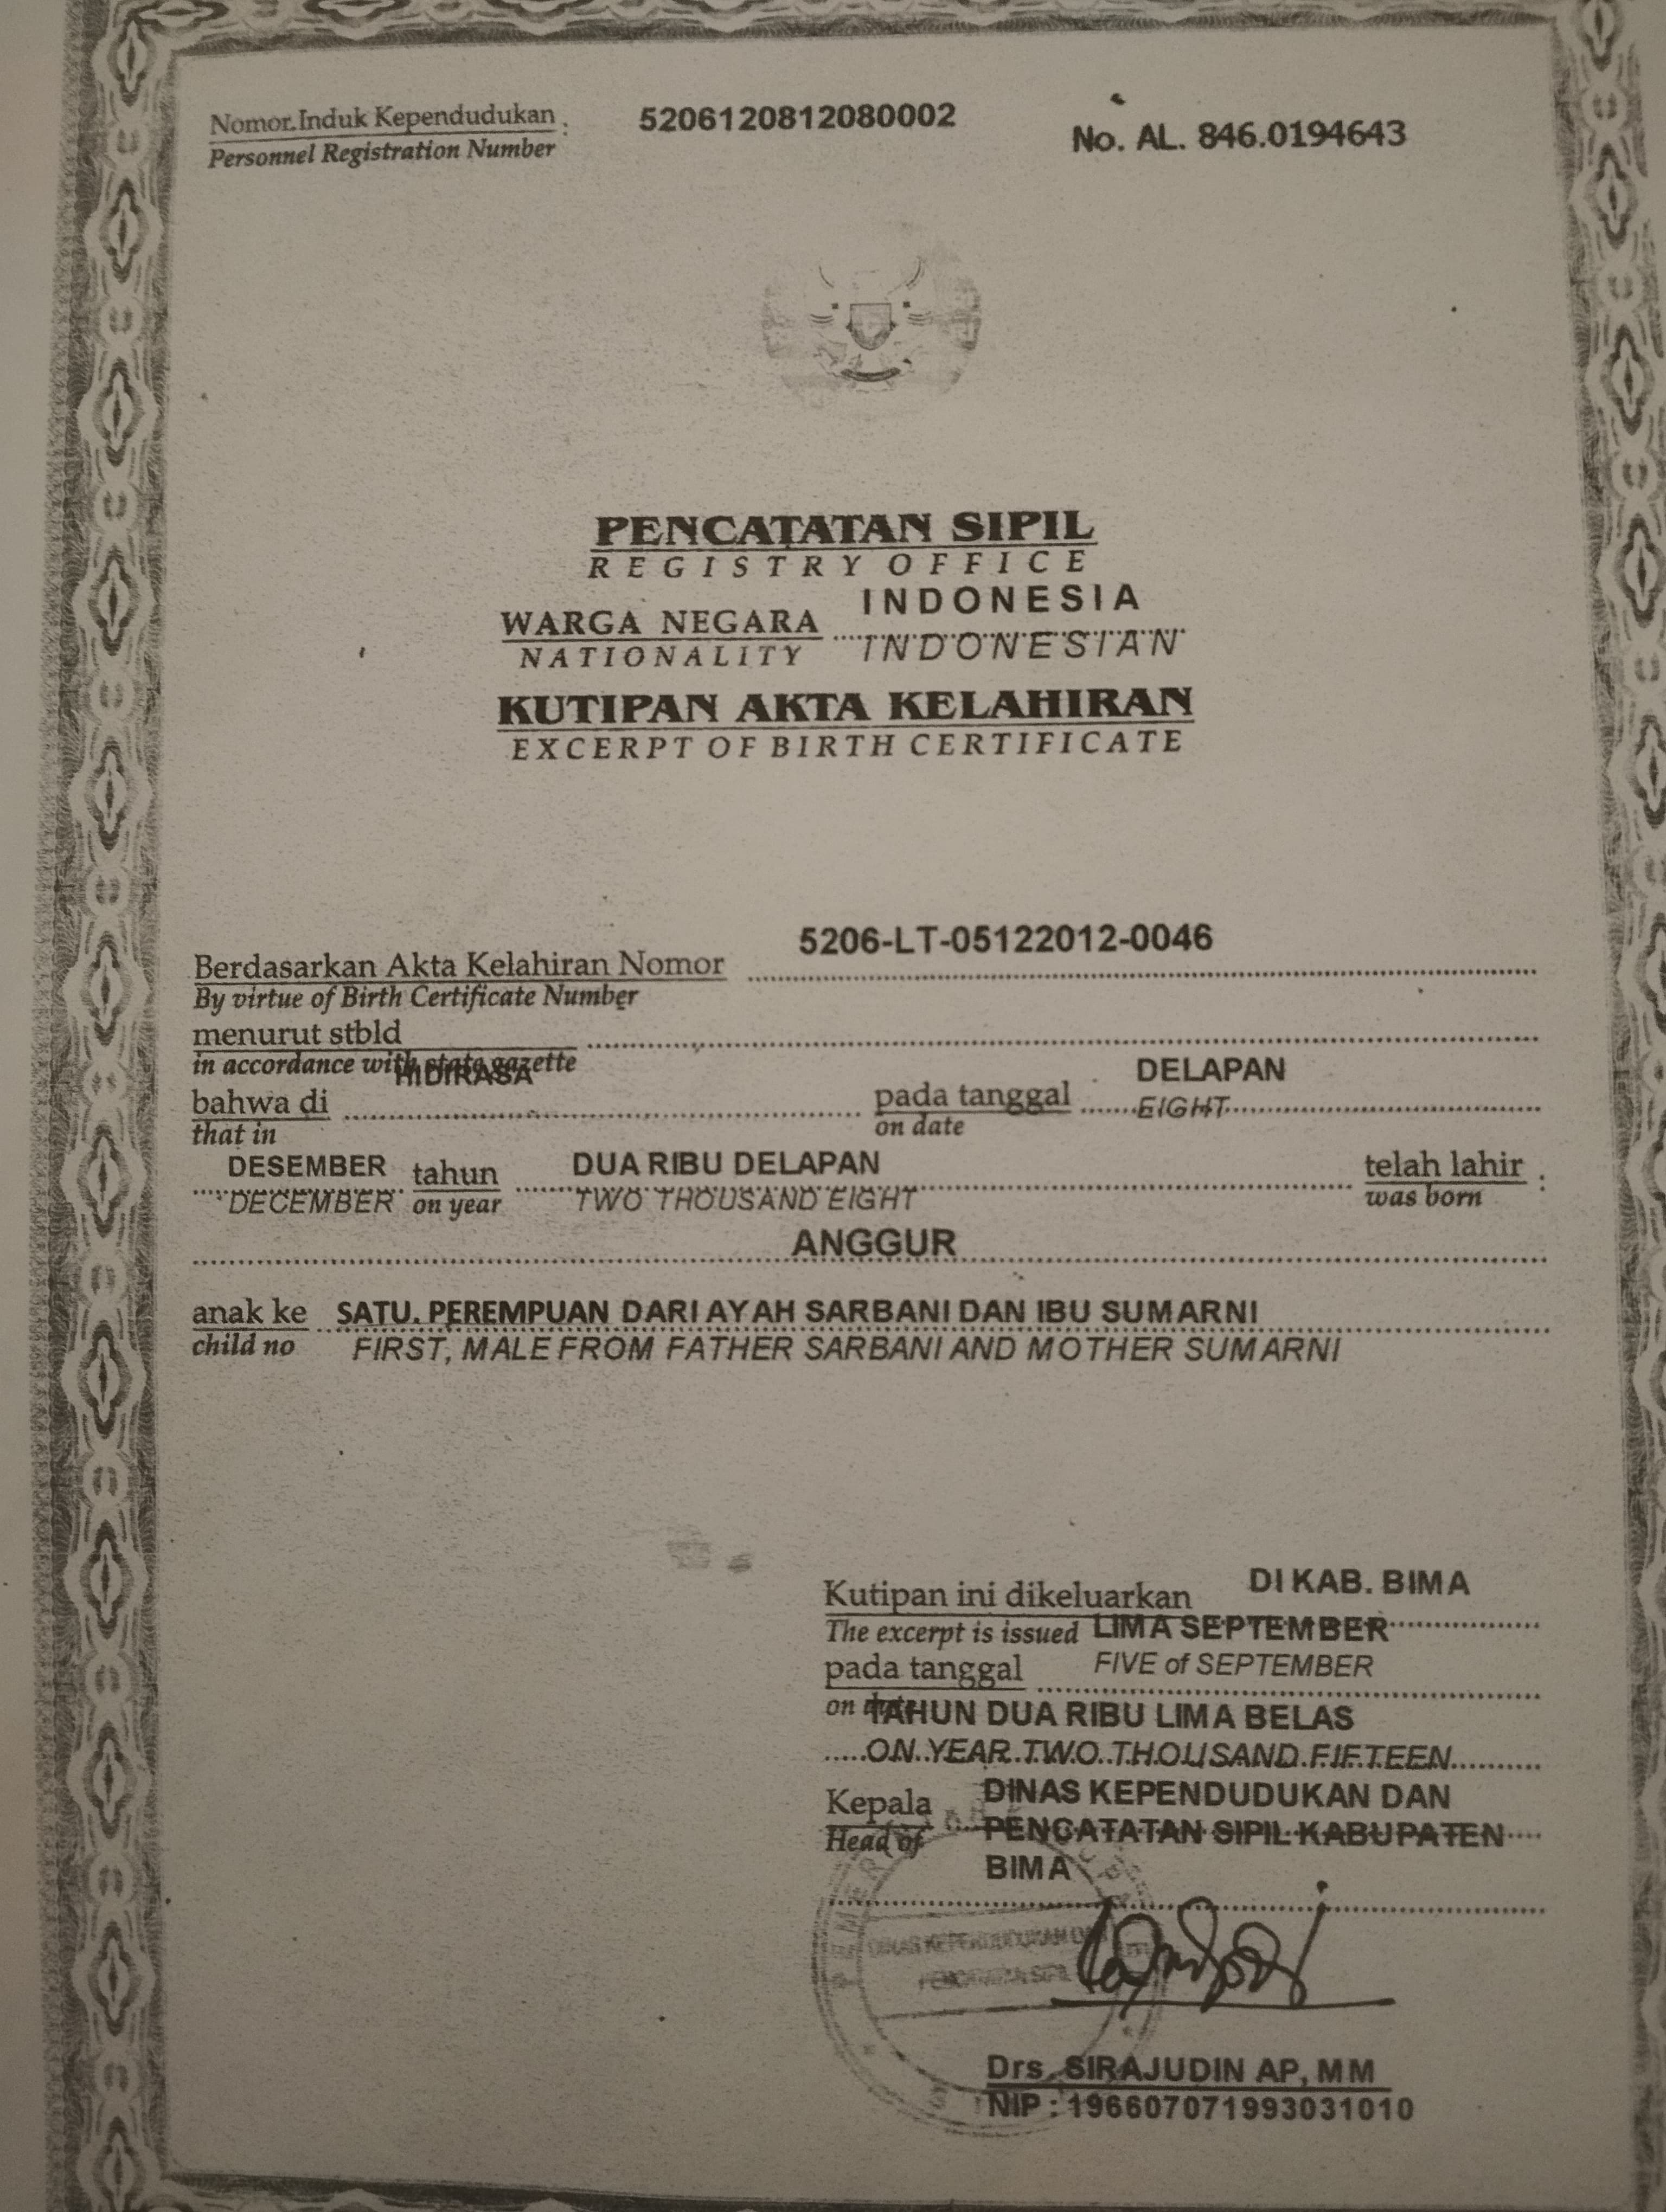 Nomor Induk Kependudukan : 5206120812080002 No. AL. 846.0194643
Personnel Registration Number
PENCATATAN SIPIL
REGISTRY OFFICE
WARGA NEGARA INDONESIA
NATIONALITY INDONESIAN
KUTIPAN AKTA KELAHIRAN
EXCERPT OF BIRTH CERTIFICATE
Berdasarkan Akta Kelahiran Nomor 5206-LT-05122012-0046
By virtue of Birth Certificate Number
menurut stbld
in accordance with state gazette
bahwa di HIDIRASA pada tanggal DELAPAN
that in on date EIGHT
DESEMBER tahun DUA RIBU DELAPAN telah lahir :
DECEMBER on year TWO THOUSAND EIGHT was born
ANGGUR
anak ke SATU. PEREMPUAN DARI AYAH SARBANI DAN IBU SUMARNI
child no FIRST, MALE FROM FATHER SARBANI AND MOTHER SUMARNI
Kutipan ini dikeluarkan DI KAB. BIMA
The excerpt is issued LIMA SEPTEMBER
pada tanggal FIVE of SEPTEMBER
on date TAHUN DUA RIBU LIMA BELAS
ON YEAR TWO THOUSAND FIFTEEN
Kepala DINAS KEPENDUDUKAN DAN
Head of PENCATATAN SIPIL KABUPATEN
BIMA
DINAS KEPENDUDUKAN DAN
PENCATATAN SIPIL
Drs. SIRAJUDIN AP, MM
NIP : 196607071993031010